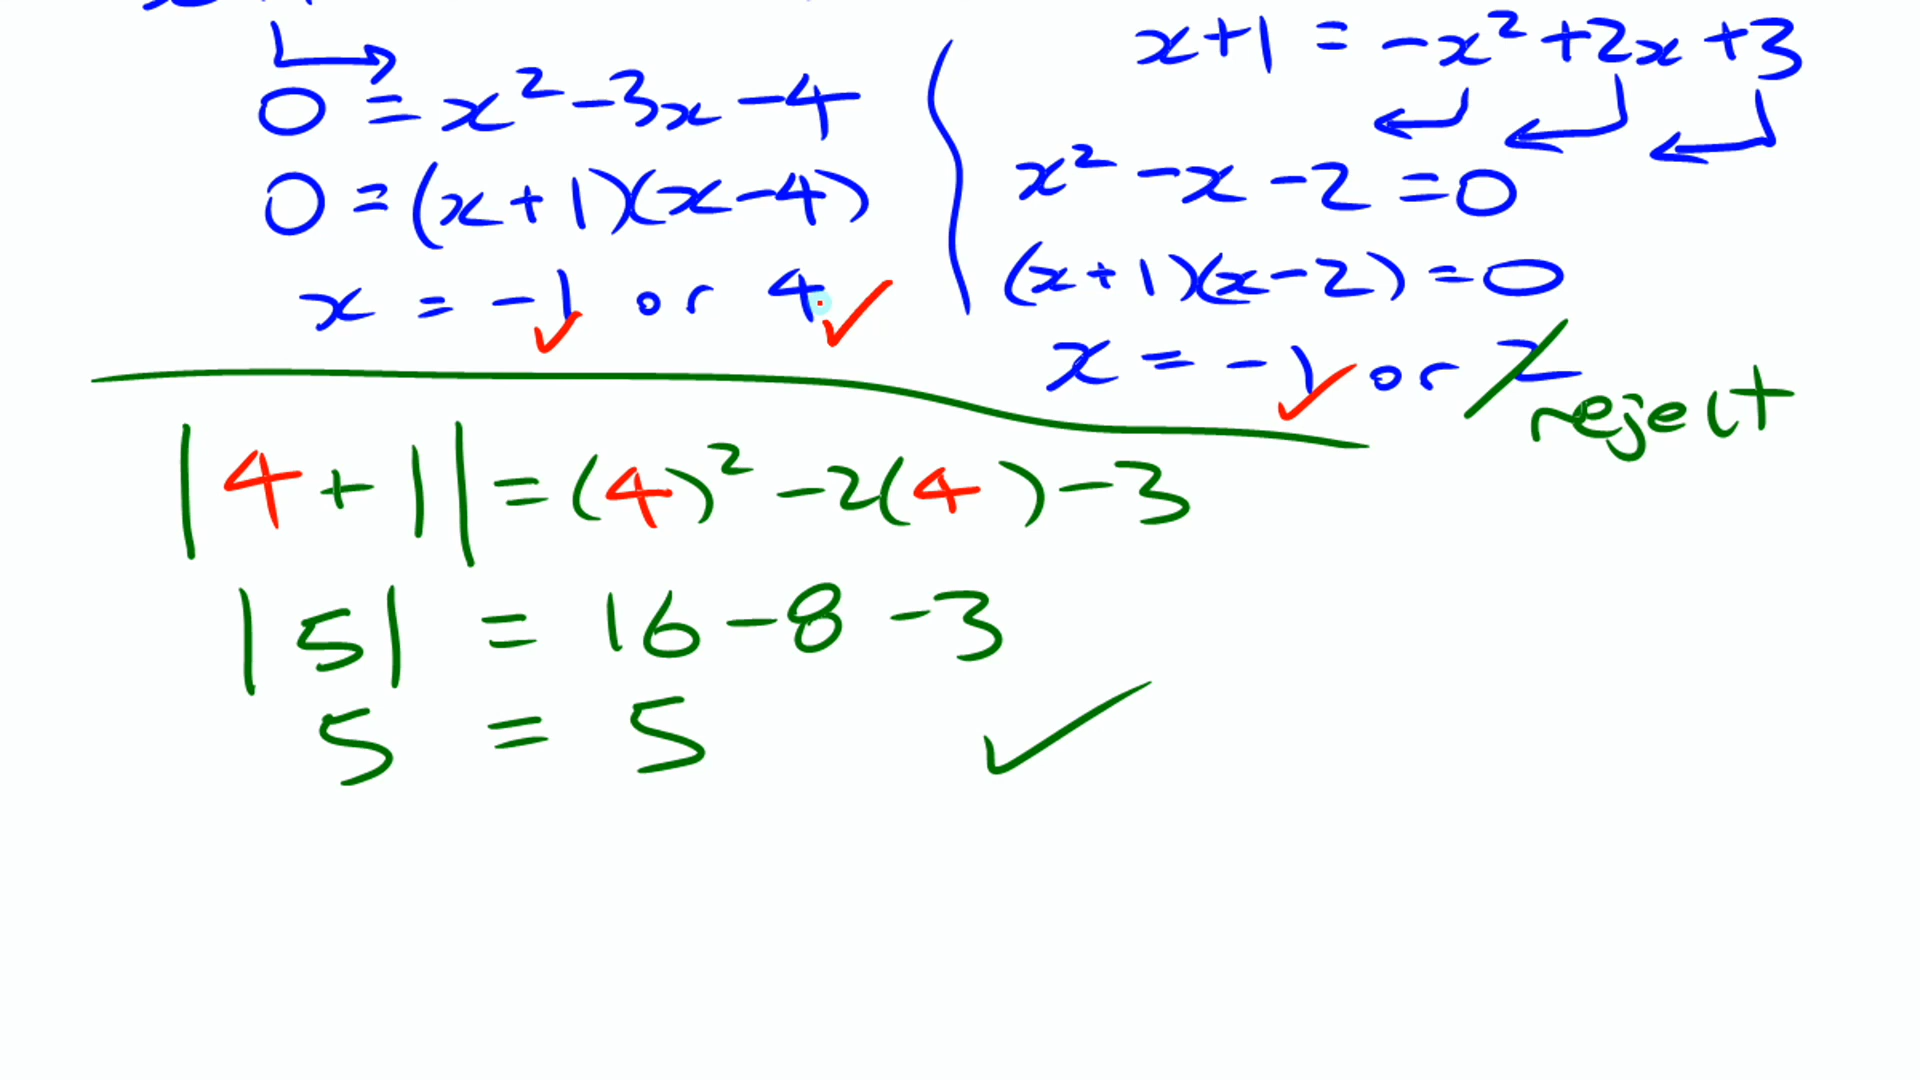 0 = x² - 3x - 4
0 = (x+1)(x-4)
x = -1 or 4
x+1 = -x² + 2x + 3
x² - x - 2 = 0
(x+1)(x-2) = 0
x = -1 or 2 reject
|4+1| = (4)² - 2(4) - 3
|5| = 16 - 8 - 3
5 = 5